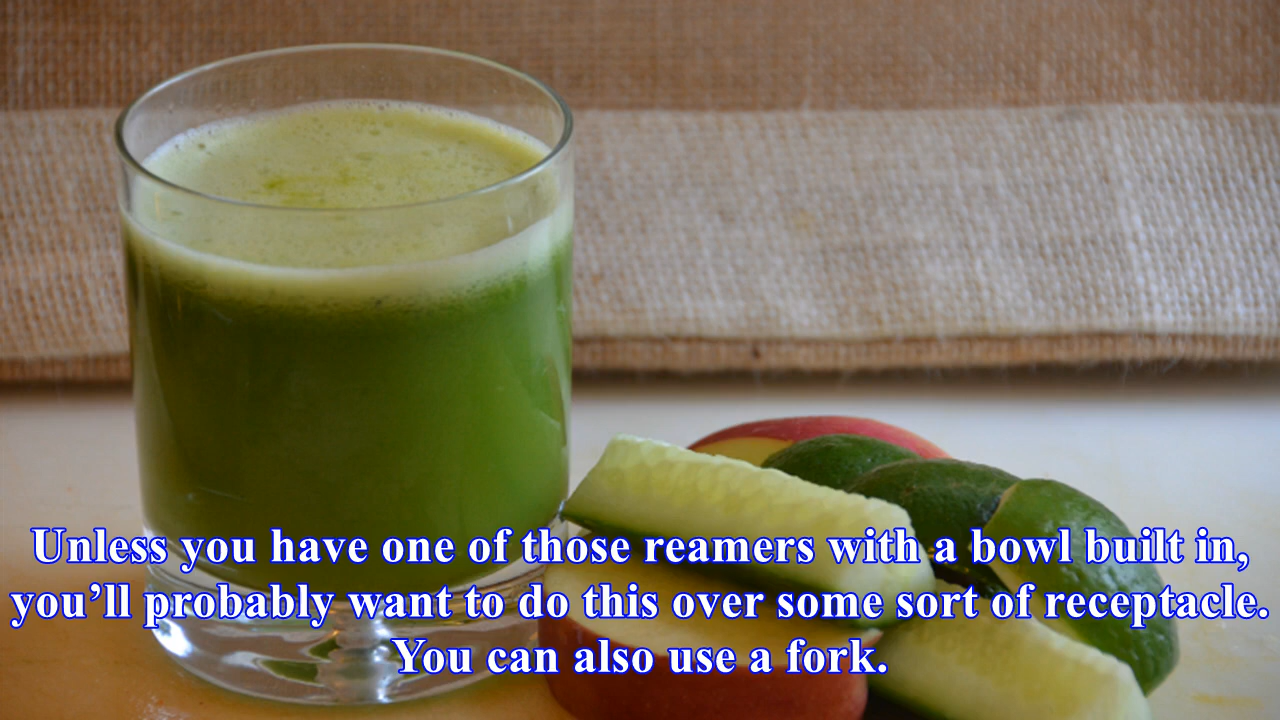 Unless you have one of those reamers with a bowl built in,
you’ll probably want to do this over some sort of receptacle.
You can also use a fork.